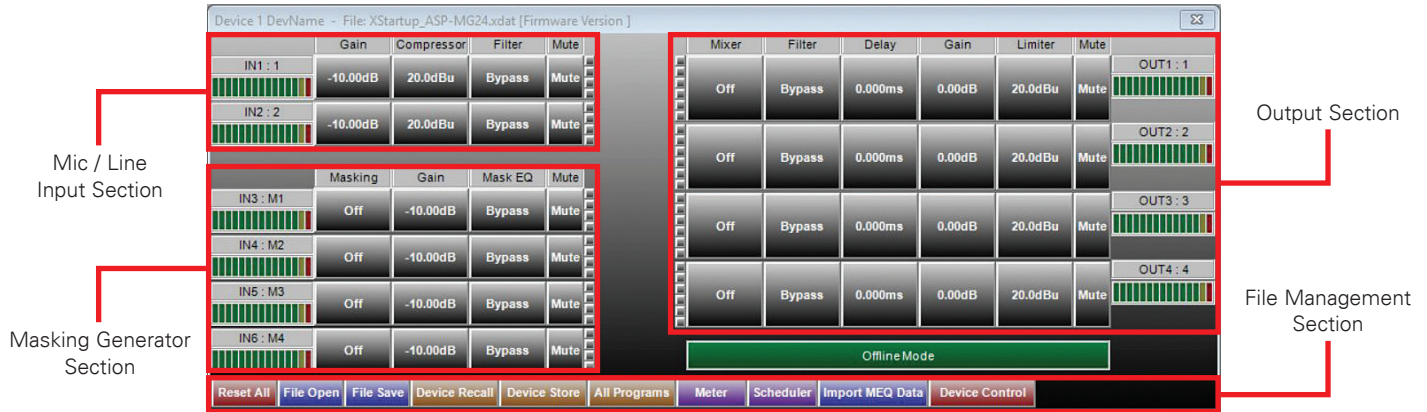 Device 1 DevName - File: XStartup_ASP-MG24.xdat [Firmware Version ]
Gain Compressor Filter Mute
IN1 : 1
-10.00dB 20.0dBu Bypass Mute
IN2 : 2
-10.00dB 20.0dBu Bypass Mute
Mic / Line
Input Section
Masking Gain Mask EQ Mute
IN3 : M1
Off -10.00dB Bypass Mute
IN4 : M2
Off -10.00dB Bypass Mute
IN5 : M3
Off -10.00dB Bypass Mute
IN6 : M4
Off -10.00dB Bypass Mute
Masking Generator
Section
Mixer Filter Delay Gain Limiter Mute
OUT1 : 1
Off Bypass 0.000ms 0.00dB 20.0dBu Mute
OUT2 : 2
Off Bypass 0.000ms 0.00dB 20.0dBu Mute
OUT3 : 3
Off Bypass 0.000ms 0.00dB 20.0dBu Mute
OUT4 : 4
Off Bypass 0.000ms 0.00dB 20.0dBu Mute
Output Section
Offline Mode
File Management
Section
Reset All File Open File Save Device Recall Device Store All Programs Meter Scheduler Import MEQ Data Device Control